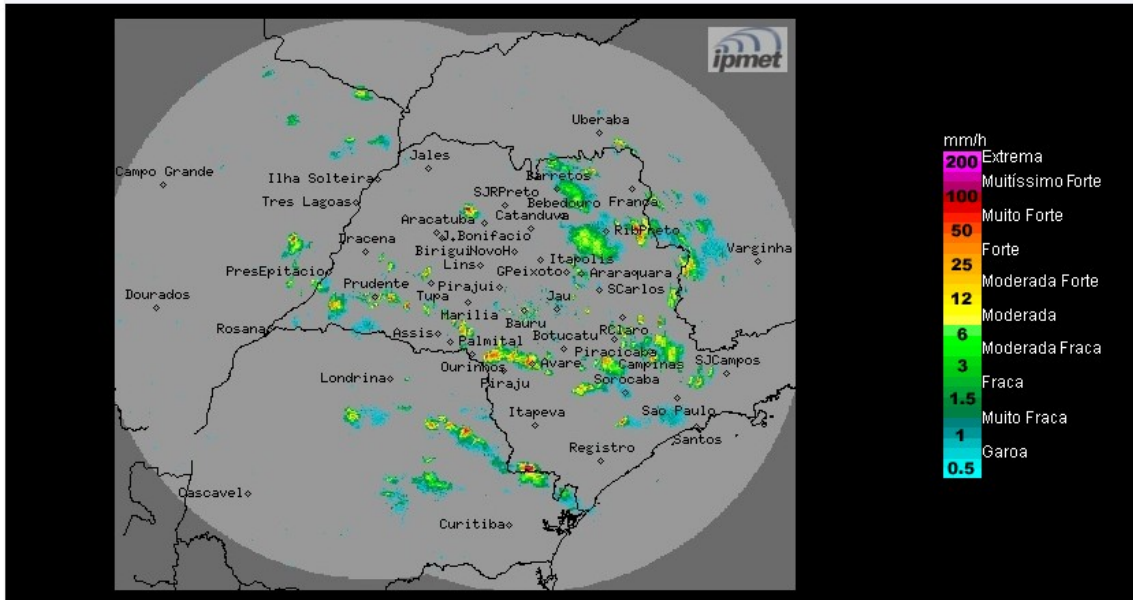 ipmet
Uberaba
Jales
Campo Grande
Ilha Solteira
Barretos
SJRPreto
Tres Lagoas
Bebedouro
Franca
Catanduva
Aracatuba
RibPreto
J.Bonifacio
Dracena
Varginha
Birigui
NovoH
Itapolis
Lins
PresEpitacio
GPeixoto
Araraquara
Dourados
Prudente
Pirajui
SCarlos
Tupa
Jau
Marilia
Bauru
Rosana
Assis
RClaro
Botucatu
Palmital
Piracicaba
SJCampos
Ourinhos
Avare
Campinas
Londrina
Piraju
Sorocaba
Itapeva
Sao Paulo
Santos
Registro
Cascavel
Curitiba
mm/h
200
Extrema
Muitíssimo Forte
100
Muito Forte
50
Forte
25
Moderada Forte
12
Moderada
6
Moderada Fraca
3
Fraca
1.5
Muito Fraca
1
Garoa
0.5